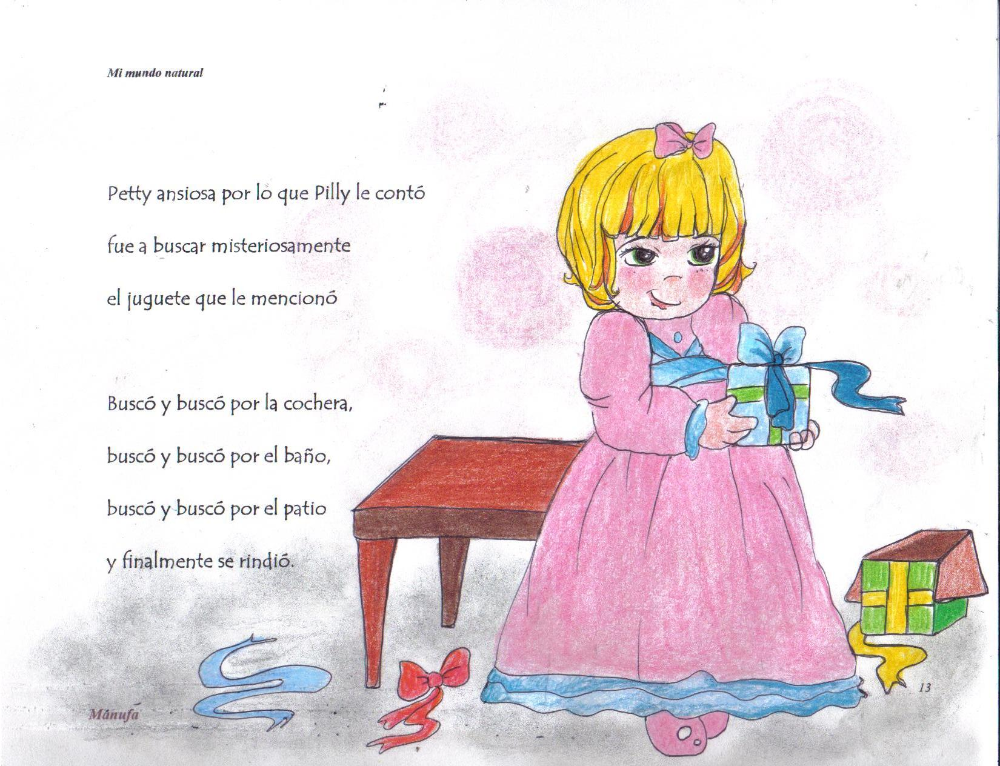 Mi mundo natural
Petty ansiosa por lo que Pilly le contó
fue a buscar misteriosamente
el juguete que le mencionó
Buscó y buscó por la cochera,
buscó y buscó por el baño,
buscó y buscó por el patio
y finalmente se rindió.
13
Mánufá